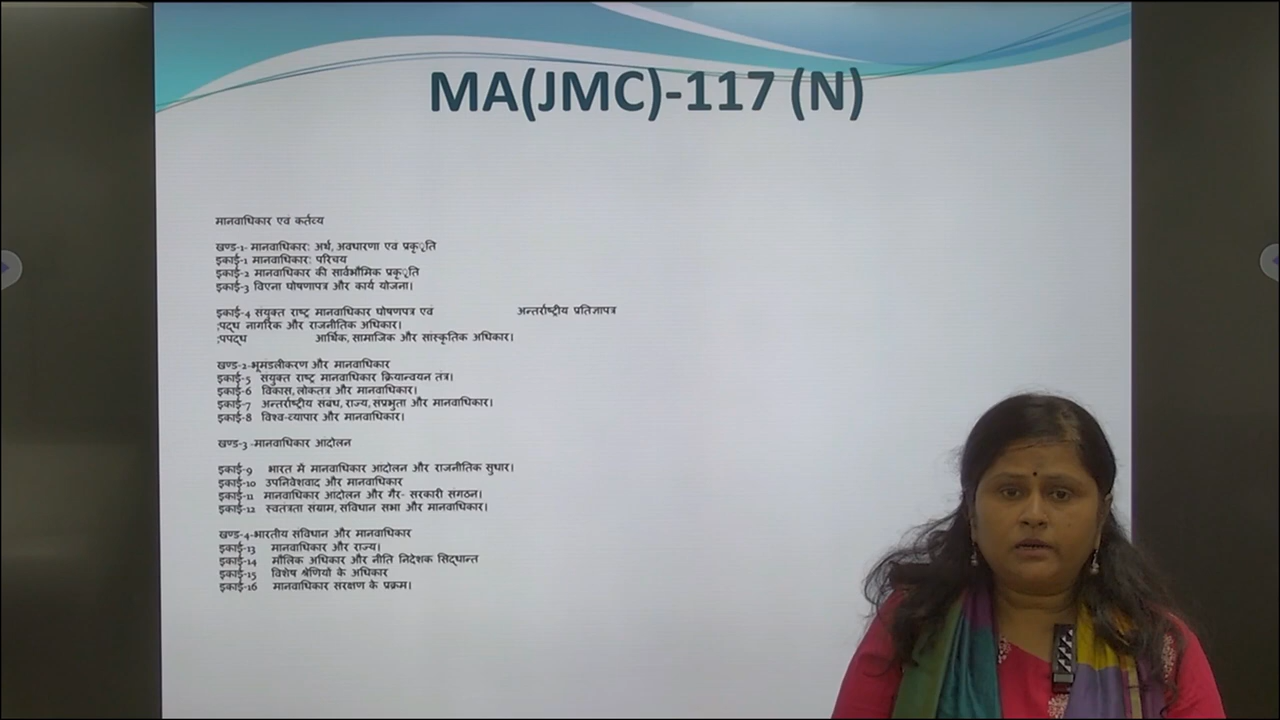 MA(JMC)-117 (N)
मानवाधिकार एवं कर्तव्य
खण्ड-1- मानवाधिकार: अर्थ, अवधारणा एवं प्रकृृति
इकाई-1 मानवाधिकार: परिचय
इकाई-2 मानवाधिकार की सार्वभौमिक प्रकृृति
इकाई-3 विएना घोषणापत्र और कार्य योजना।
इकाई-4 संयुक्त राष्ट्र मानवाधिकार घोषणपत्र एवं अन्तर्राष्ट्रीय प्रतिज्ञापत्र
;पद्ध नागरिक और राजनीतिक अधिकार।
;पपद्ध आर्थिक, सामाजिक और सांस्कृतिक अधिकार।
खण्ड-2-भूमंडलीकरण और मानवाधिकार
इकाई-5 संयुक्त राष्ट्र मानवाधिकार क्रियान्वयन तंत्र।
इकाई-6 विकास, लोकतंत्र और मानवाधिकार।
इकाई-7 अन्तर्राष्ट्रीय संबंध, राज्य, संप्रभुता और मानवाधिकार।
इकाई-8 विश्व-व्यापार और मानवाधिकार।
खण्ड-3 -मानवाधिकार आंदोलन
इकाई-9 भारत में मानवाधिकार आंदोलन और राजनीतिक सुधार।
इकाई-10 उपनिवेशवाद और मानवाधिकार
इकाई-11 मानवाधिकार आंदोलन और गैर- सरकारी संगठन।
इकाई-12 स्वतंत्रता संग्राम, संविधान सभा और मानवाधिकार।
खण्ड-4-भारतीय संविधान और मानवाधिकार
इकाई-13 मानवाधिकार और राज्य।
इकाई-14 मौलिक अधिकार और नीति निदेशक सिद्धान्त
इकाई-15 विशेष श्रेणियों के अधिकार
इकाई-16 मानवाधिकार संरक्षण के प्रक्रम।